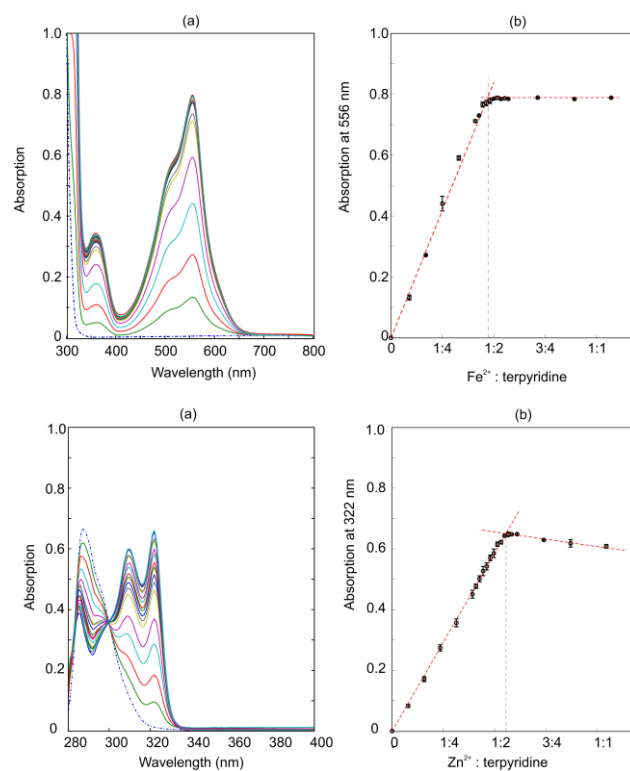 (a)
(b)
Absorption
1
0.8
0.6
0.4
0.2
0
300 400 500 600 700 800
Wavelength (nm)
Absorption at 556 nm
1
0.8
0.6
0.4
0.2
0
0 1:4 1:2 3:4 1:1
Fe²⁺ : terpyridine
(a)
(b)
Absorption
1
0.8
0.6
0.4
0.2
0
280 300 320 340 360 380 400
Wavelength (nm)
Absorption at 322 nm
1
0.8
0.6
0.4
0.2
0
0 1:4 1:2 3:4 1:1
Zn²⁺ : terpyridine